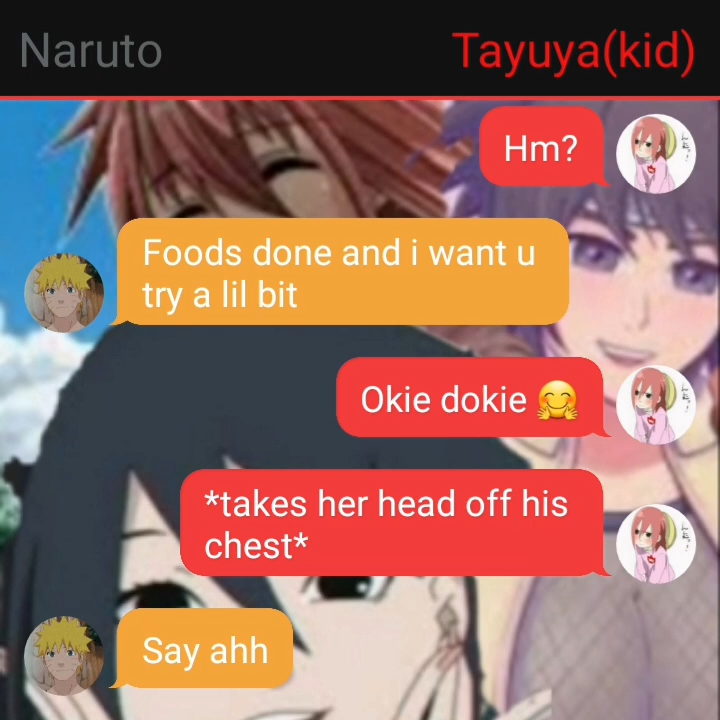 Naruto
Tayuya(kid)
Hm?
Foods done and i want u
try a lil bit
Okie dokie 🤗
*takes her head off his
chest*
Say ahh